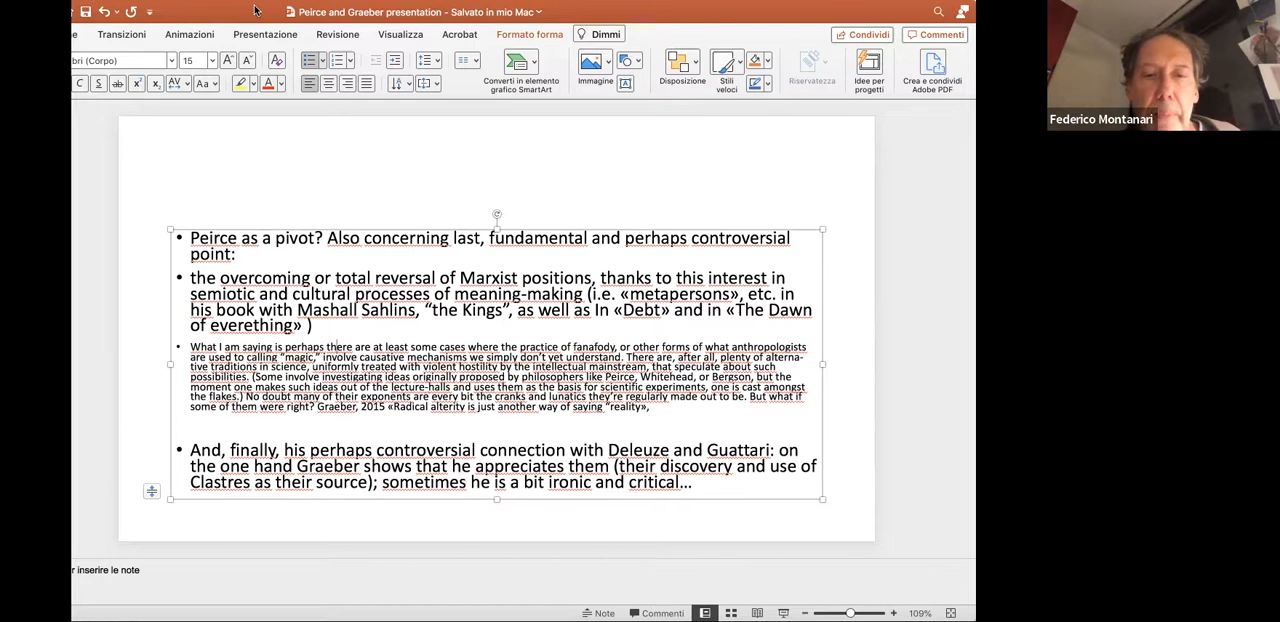 Peirce and Graeber presentation - Salvato in mio Mac
e Transizioni Animazioni Presentazione Revisione Visualizza Acrobat Formato forma Dimmi Condividi Commenti
bri (Corpo) 15 A A A
C S ab x² x₂ AV Aa A
Converti in elemento
grafico SmartArt
Immagine
Disposizione
Stili
veloci
Riservatezza
Idee per
progetti
Crea e condividi
Adobe PDF
Federico Montanari
• Peirce as a pivot? Also concerning last, fundamental and perhaps controversial
point:
• the overcoming or total reversal of Marxist positions, thanks to this interest in
semiotic and cultural processes of meaning-making (i.e. «metapersons», etc. in
his book with Mashall Sahlins, “the Kings”, as well as In «Debt» and in «The Dawn
of everething» )
• What I am saying is perhaps there are at least some cases where the practice of fanafody, or other forms of what anthropologists
are used to calling “magic,” involve causative mechanisms we simply don’t yet understand. There are, after all, plenty of alterna-
tive traditions in science, uniformly treated with violent hostility by the intellectual mainstream, that speculate about such
possibilities. (Some involve investigating ideas originally proposed by philosophers like Peirce, Whitehead, or Bergson, but the
moment one makes such ideas out of the lecture-halls and uses them as the basis for scientific experiments, one is cast amongst
the flakes.) No doubt many of their exponents are every bit the cranks and lunatics they’re regularly made out to be. But what if
some of them were right? Graeber, 2015 «Radical alterity is just another way of saying “reality»,
• And, finally, his perhaps controversial connection with Deleuze and Guattari: on
the one hand Graeber shows that he appreciates them (their discovery and use of
Clastres as their source); sometimes he is a bit ironic and critical…
r inserire le note
Note Commenti 109%